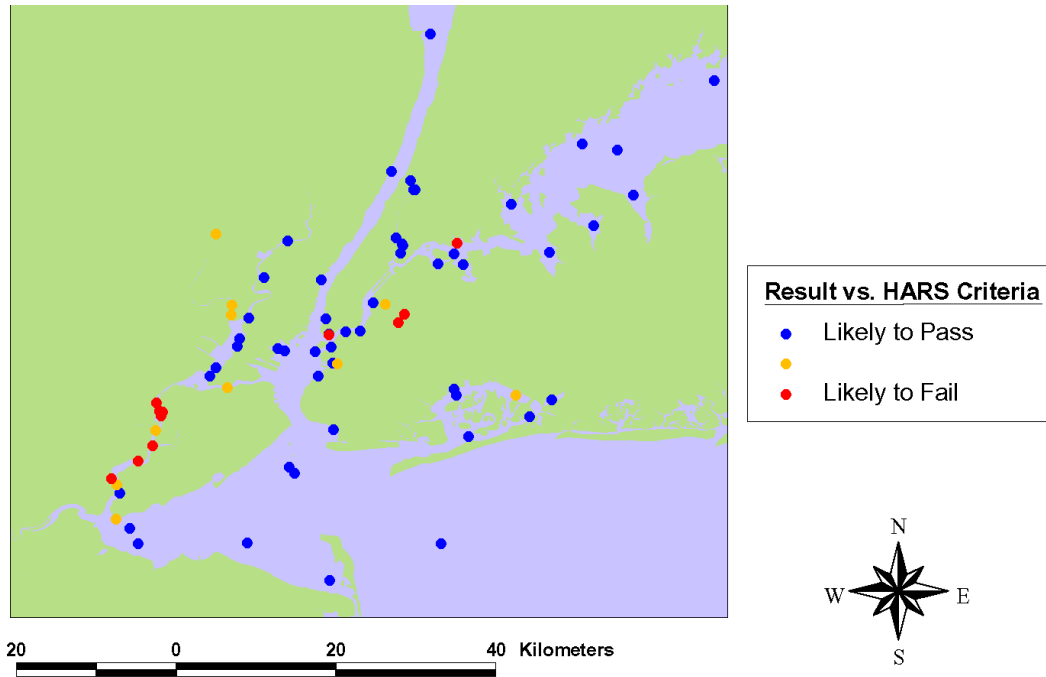 Result vs. HARS Criteria
Likely to Pass
Likely to Fail
N
W E
S
20 0 20 40 Kilometers